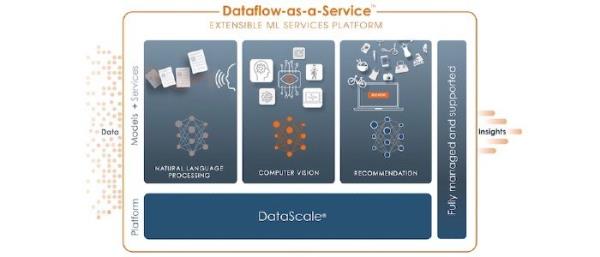 Dataflow-as-a-Service™
EXTENSIBLE ML SERVICES PLATFORM
Data
Models + Services
NATURAL LANGUAGE
PROCESSING
COMPUTER VISION
RECOMMENDATION
Fully managed and supported
Insights
Platform
DataScale®